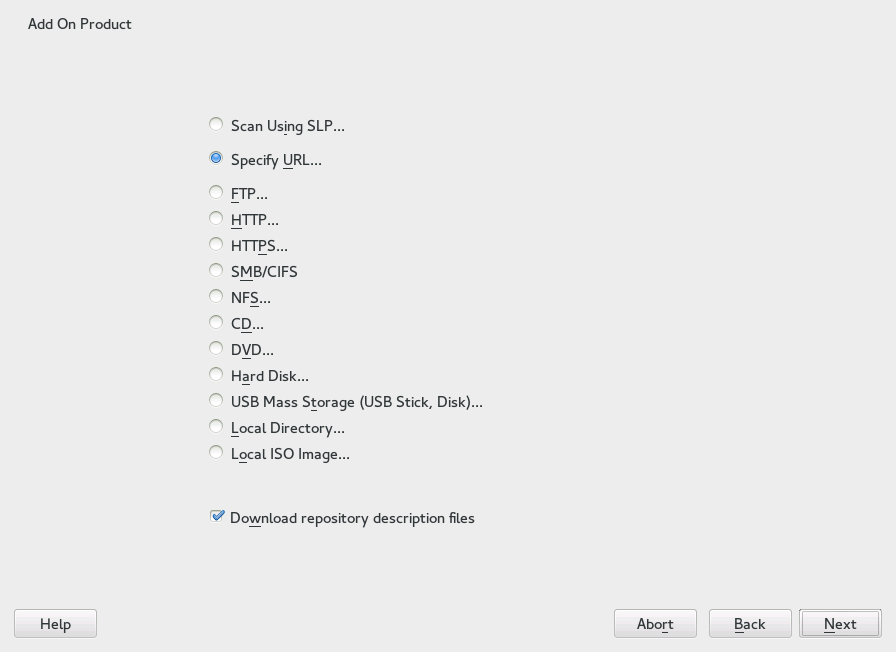 Add On Product
Scan Using SLP...
Specify URL...
FTP...
HTTP...
HTTPS...
SMB/CIFS
NFS...
CD...
DVD...
Hard Disk...
USB Mass Storage (USB Stick, Disk)...
Local Directory...
Local ISO Image...
Download repository description files
Help Abort Back Next